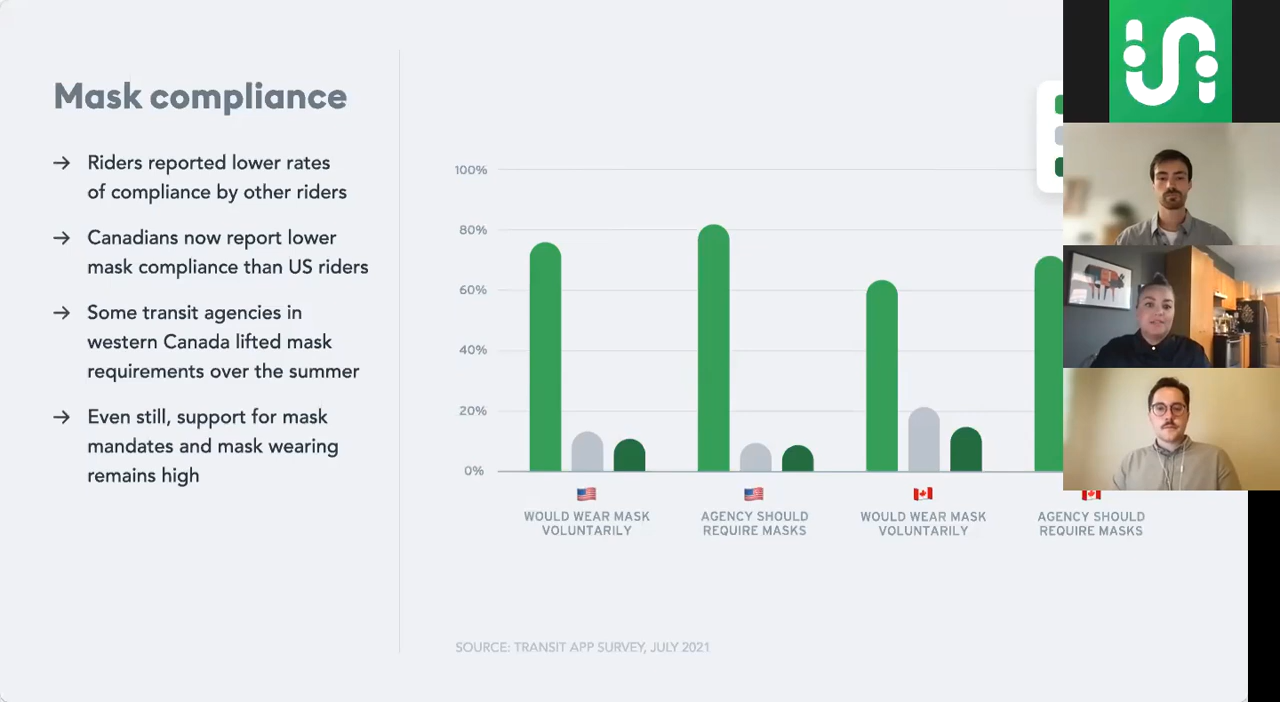 Mask compliance
→ Riders reported lower rates
of compliance by other riders
→ Canadians now report lower
mask compliance than US riders
→ Some transit agencies in
western Canada lifted mask
requirements over the summer
→ Even still, support for mask
mandates and mask wearing
remains high
100%
80%
60%
40%
20%
0%
WOULD WEAR MASK
VOLUNTARILY
AGENCY SHOULD
REQUIRE MASKS
WOULD WEAR MASK
VOLUNTARILY
AGENCY SHOULD
REQUIRE MASKS
SOURCE: TRANSIT APP SURVEY, JULY 2021